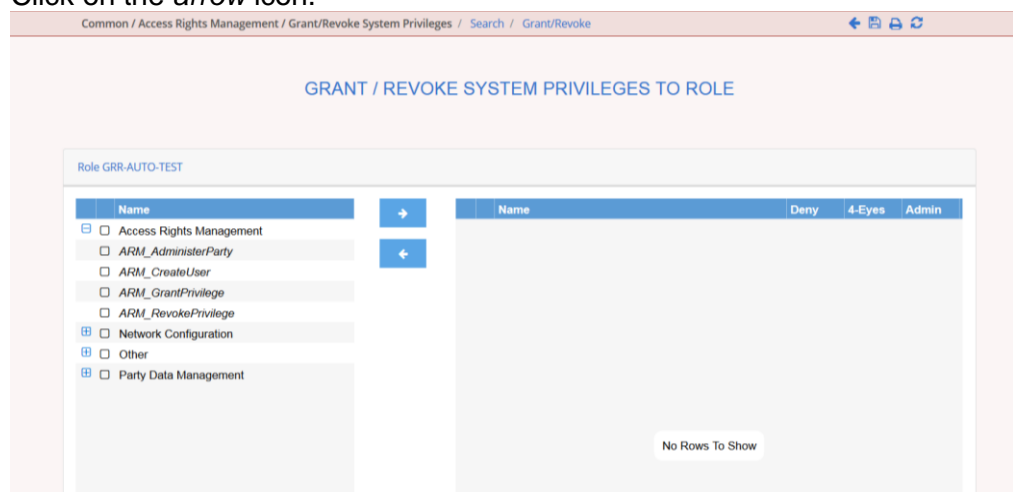 Click on the arrow icon.
Common / Access Rights Management / Grant/Revoke System Privileges / Search / Grant/Revoke
GRANT / REVOKE SYSTEM PRIVILEGES TO ROLE
Role GRR-AUTO-TEST
Name
Access Rights Management
ARM_AdministerParty
ARM_CreateUser
ARM_GrantPrivilege
ARM_RevokePrivilege
Network Configuration
Other
Party Data Management
Name Deny 4-Eyes Admin
No Rows To Show